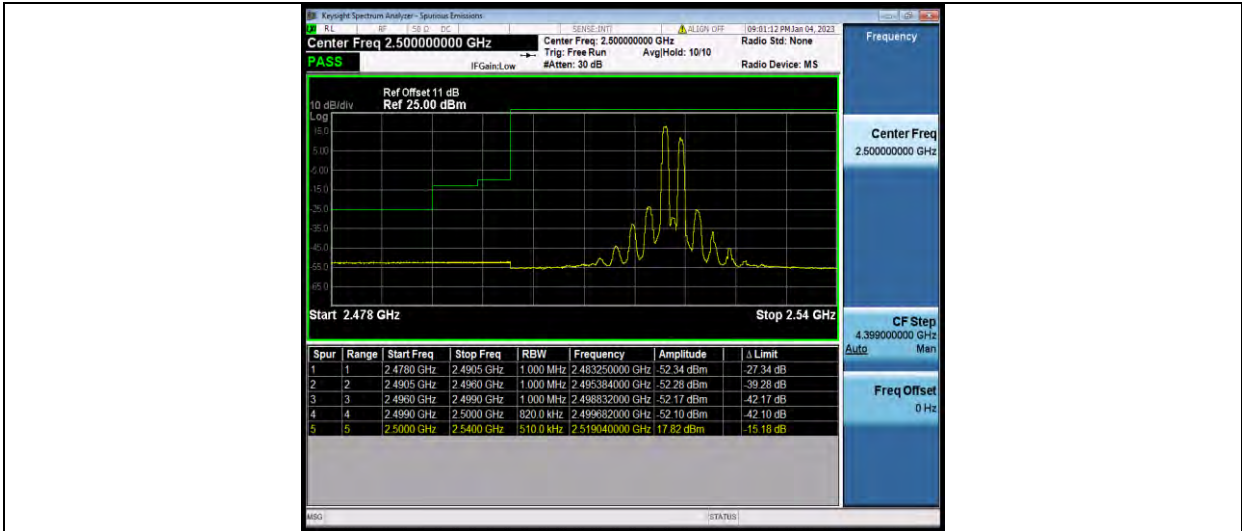 Keysight Spectrum Analyzer - Spurious Emissions
RL RF 50 Ω DC SENSE:INT ALIGN OFF 09:01:12 PM Jan 04, 2023
Center Freq 2.500000000 GHz Center Freq: 2.500000000 GHz Radio Std: None
Trig: Free Run Avg|Hold: 10/10
PASS IFGain:Low #Atten: 30 dB Radio Device: MS
Ref Offset 11 dB
10 dB/div Ref 25.00 dBm
Log
15.0
5.00
-5.00
-15.0
-25.0
-35.0
-45.0
-55.0
-65.0
Start 2.478 GHz Stop 2.54 GHz
Spur Range Start Freq Stop Freq RBW Frequency Amplitude Δ Limit
1 1 2.4780 GHz 2.4905 GHz 1.000 MHz 2.483250000 GHz -52.34 dBm -27.34 dB
2 2 2.4905 GHz 2.4960 GHz 1.000 MHz 2.495384000 GHz -52.28 dBm -39.28 dB
3 3 2.4960 GHz 2.4990 GHz 1.000 MHz 2.498832000 GHz -52.17 dBm -42.17 dB
4 4 2.4990 GHz 2.5000 GHz 820.0 kHz 2.499682000 GHz -52.10 dBm -42.10 dB
5 5 2.5000 GHz 2.5400 GHz 510.0 kHz 2.519040000 GHz 17.82 dBm -15.18 dB
MSG STATUS
Frequency
Center Freq
2.500000000 GHz
CF Step
4.399000000 GHz
Auto Man
Freq Offset
0 Hz